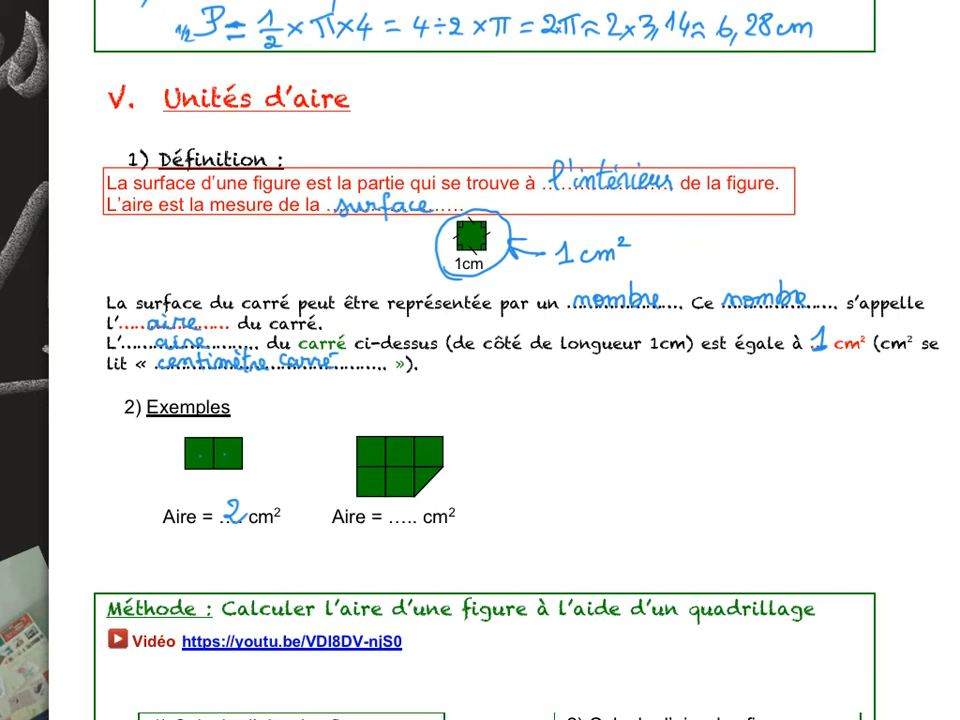 1/2 P = 1/2 × π × 4 = 4 ÷ 2 × π = 2π ≈ 2 × 3,14 ≈ 6,28 cm
V. Unités d'aire
1) Définition :
La surface d'une figure est la partie qui se trouve à l'intérieur de la figure.
L'aire est la mesure de la surface.
1cm
← 1 cm²
La surface du carré peut être représentée par un nombre. Ce nombre. s'appelle
l'aire du carré.
L'aire du carré ci-dessus (de côté de longueur 1cm) est égale à 1 cm² (cm² se
lit « centimètre carré »).
2) Exemples
Aire = 2 cm² Aire = ..... cm²
Méthode : Calculer l'aire d'une figure à l'aide d'un quadrillage
Vidéo https://youtu.be/VDI8DV-njS0